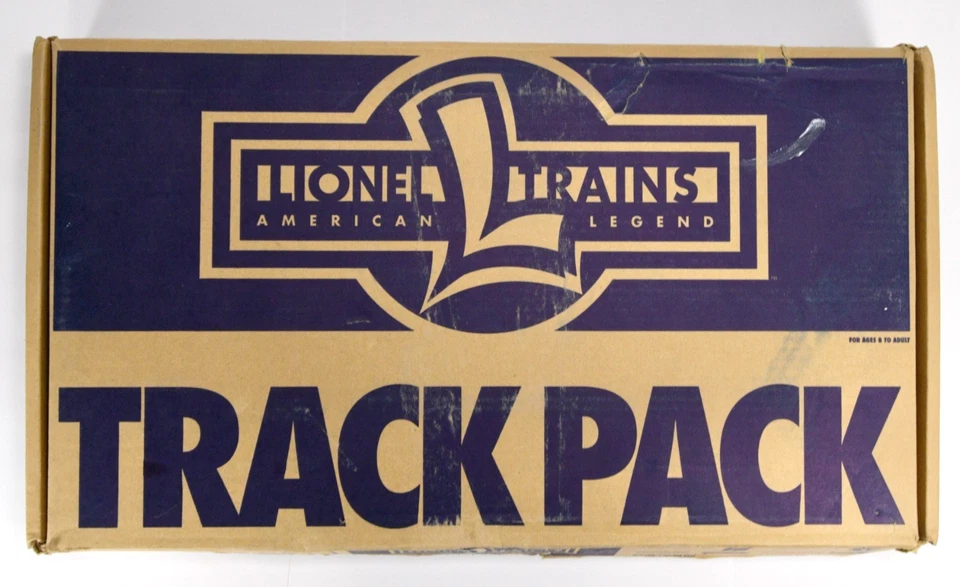 LIONEL L TRAINS
AMERICAN LEGEND
FOR AGES 8 TO ADULT
TRACK PACK